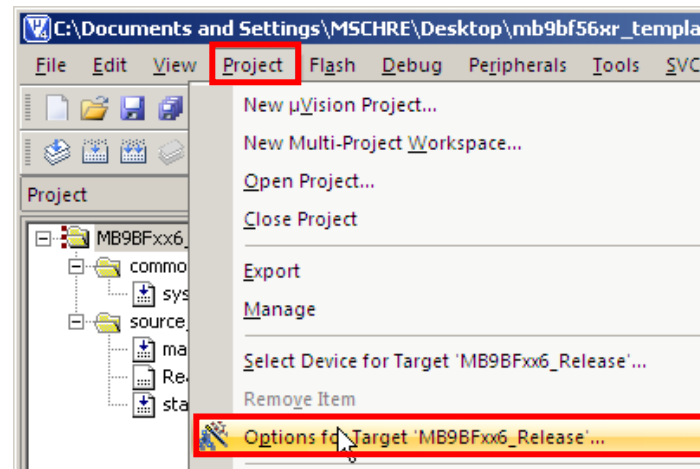 C:\Documents and Settings\MSCHRE\Desktop\mb9bf56xr_templa
File Edit View Project Flash Debug Peripherals Tools SVC
New µVision Project...
New Multi-Project Workspace...
Open Project...
Project
Close Project
MB9BFxx6_
commo
Export
sys
Manage
source_
ma
Select Device for Target 'MB9BFxx6_Release'...
Rea
Remove Item
sta
Options for Target 'MB9BFxx6_Release'...